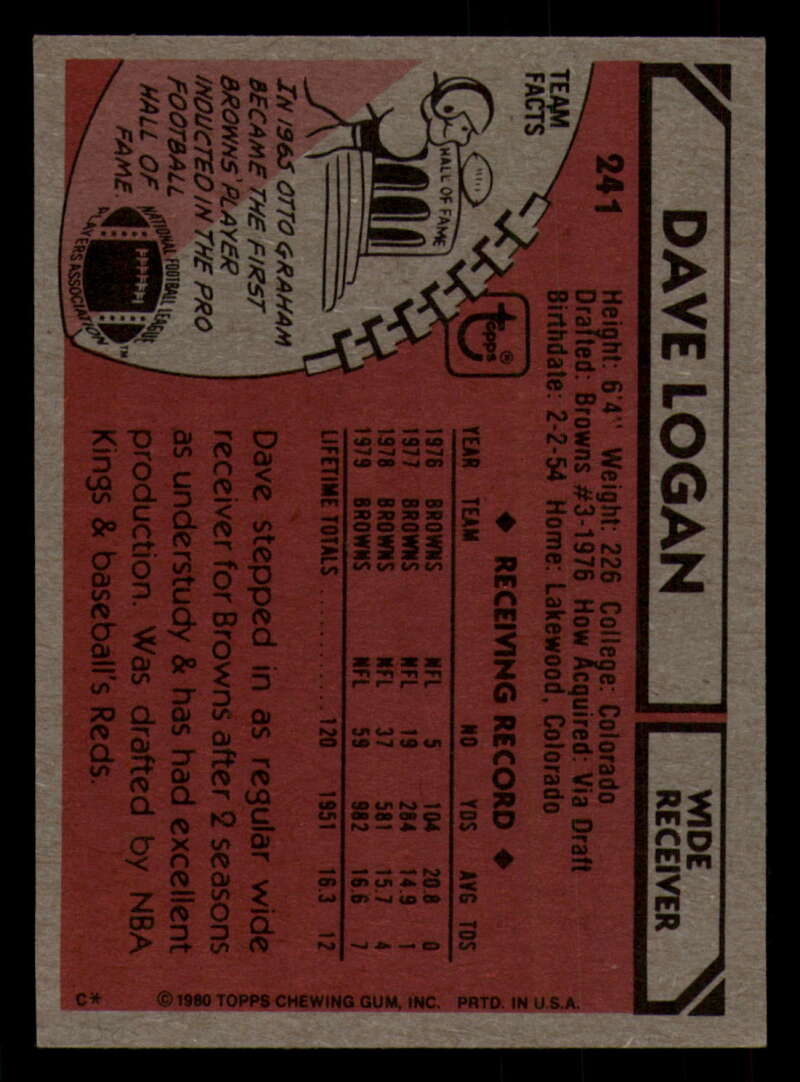 DAVE LOGAN
WIDE
RECEIVER
241
Height: 6'4" Weight: 226 College: Colorado
Drafted: Browns #3-1976 How Acquired: Via Draft
Birthdate: 2-2-54 Home: Lakewood, Colorado
TEAM
FACTS
HALL OF FAME
IN 1965 OTTO GRAHAM
BECAME THE FIRST
BROWNS' PLAYER
INDUCTED IN THE PRO
FOOTBALL
HALL OF
FAME.
NATIONAL FOOTBALL LEAGUE
PLAYERS ASSOCIATION™
topps®
◆ RECEIVING RECORD ◆
YEAR TEAM NO YDS AVG TDS
1976 BROWNS NFL 5 104 20.8 0
1977 BROWNS NFL 19 284 14.9 1
1978 BROWNS NFL 37 581 15.7 4
1979 BROWNS NFL 59 982 16.6 7
LIFETIME TOTALS .......... 120 1951 16.3 12
Dave stepped in as regular wide
receiver for Browns after 2 seasons
as understudy & has had excellent
production. Was drafted by NBA
Kings & baseball's Reds.
C* © 1980 TOPPS CHEWING GUM, INC. PRTD. IN U.S.A.